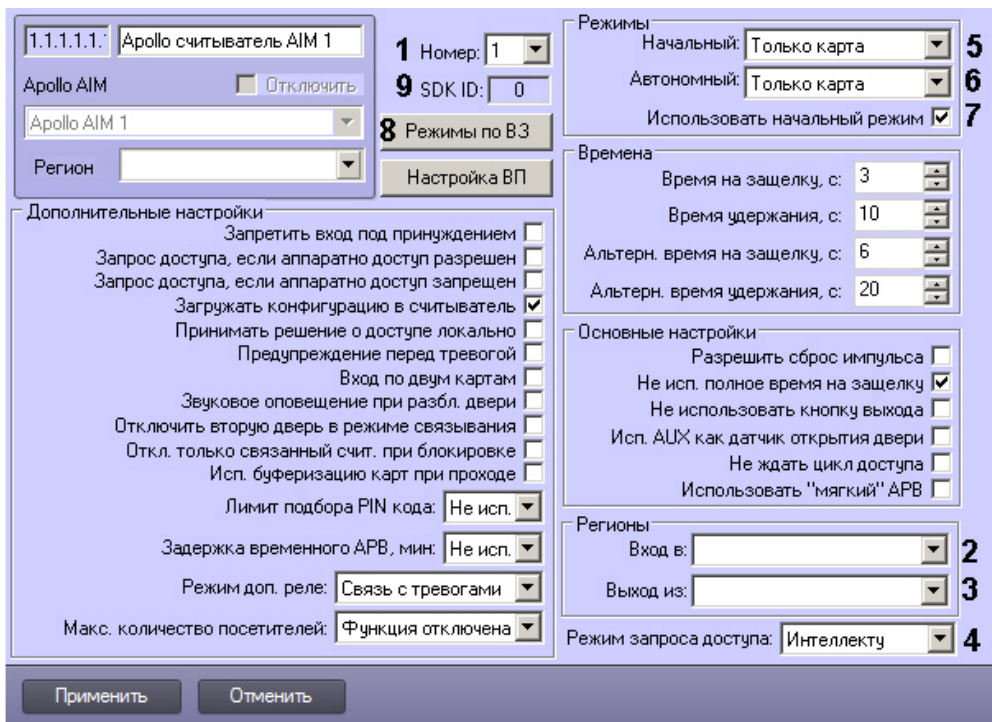 1.1.1.1.1 Apollo считыватель AIM 1
Apollo AIM Отключить
Apollo AIM 1
Регион
1 Номер: 1
9 SDK ID: 0
8 Режимы по ВЗ
Настройка ВП
Дополнительные настройки
Запретить вход под принуждением
Запрос доступа, если аппаратно доступ разрешен
Запрос доступа, если аппаратно доступ запрещен
Загружать конфигурацию в считыватель
Принимать решение о доступе локально
Предупреждение перед тревогой
Вход по двум картам
Звуковое оповещение при разбл. двери
Отключить вторую дверь в режиме связывания
Откл. только связанный счит. при блокировке
Исп. буферизацию карт при проходе
Лимит подбора PIN кода: Не исп.
Задержка временного APB, мин: Не исп.
Режим доп. реле: Связь с тревогами
Макс. количество посетителей: Функция отключена
Режимы
Начальный: Только карта 5
Автономный: Только карта 6
Использовать начальный режим 7
Времена
Время на защелку, с: 3
Время удержания, с: 10
Альтерн. время на защелку, с: 6
Альтерн. время удержания, с: 20
Основные настройки
Разрешить сброс импульса
Не исп. полное время на защелку
Не использовать кнопку выхода
Исп. AUX как датчик открытия двери
Не ждать цикл доступа
Использовать "мягкий" APB
Регионы
Вход в: 2
Выход из: 3
Режим запроса доступа: Интеллекту 4
Применить Отменить